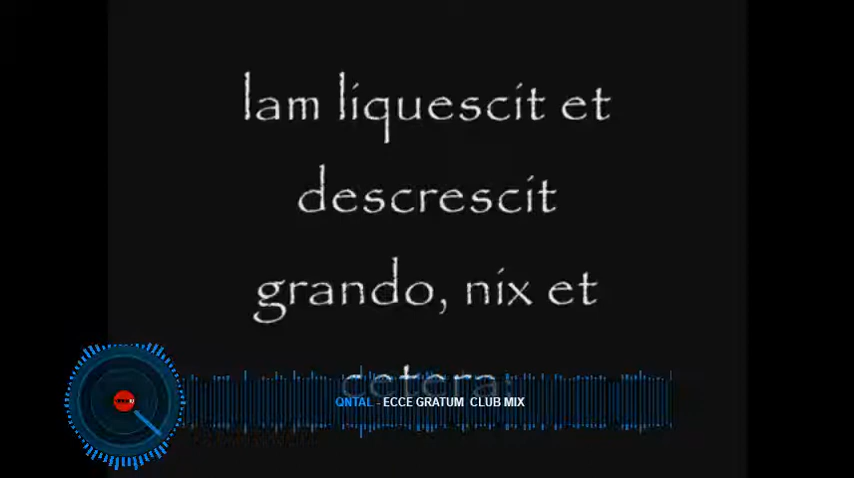 Iam liquescit et
descrescit
grando, nix et
cetera;
QNTAL - ECCE GRATUM CLUB MIX